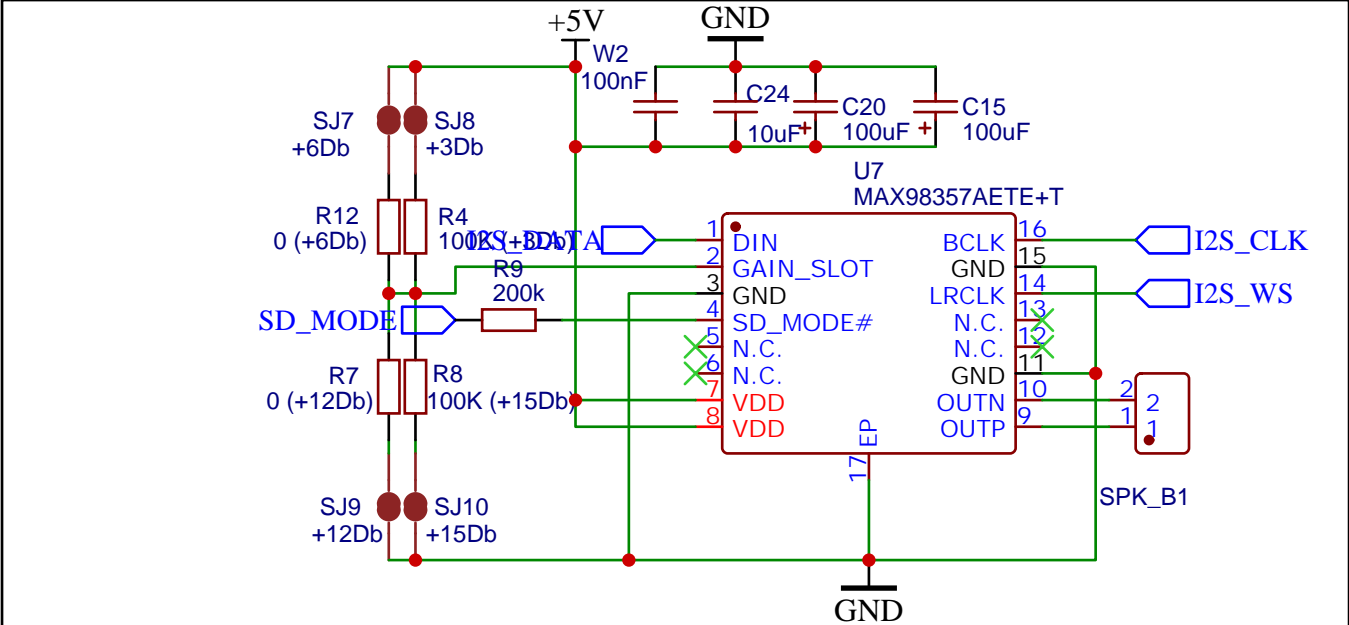 +5V
GND
W2
100nF
C24
10uF
C20
100uF
C15
100uF
+
+
SJ7
+6Db
SJ8
+3Db
U7
MAX98357AETE+T
R12
0 (+6Db)
R4
100K (+3Db)
I2S_DATA
1
DIN
2
GAIN_SLOT
3
GND
4
SD_MODE#
5
N.C.
6
N.C.
7
VDD
8
VDD
16
BCLK
15
GND
14
LRCLK
13
N.C.
12
N.C.
11
GND
10
OUTN
9
OUTP
EP
17
I2S_CLK
I2S_WS
R9
200k
SD_MODE
R7
0 (+12Db)
R8
100K (+15Db)
2
2
1
1
SPK_B1
SJ9
+12Db
SJ10
+15Db
GND